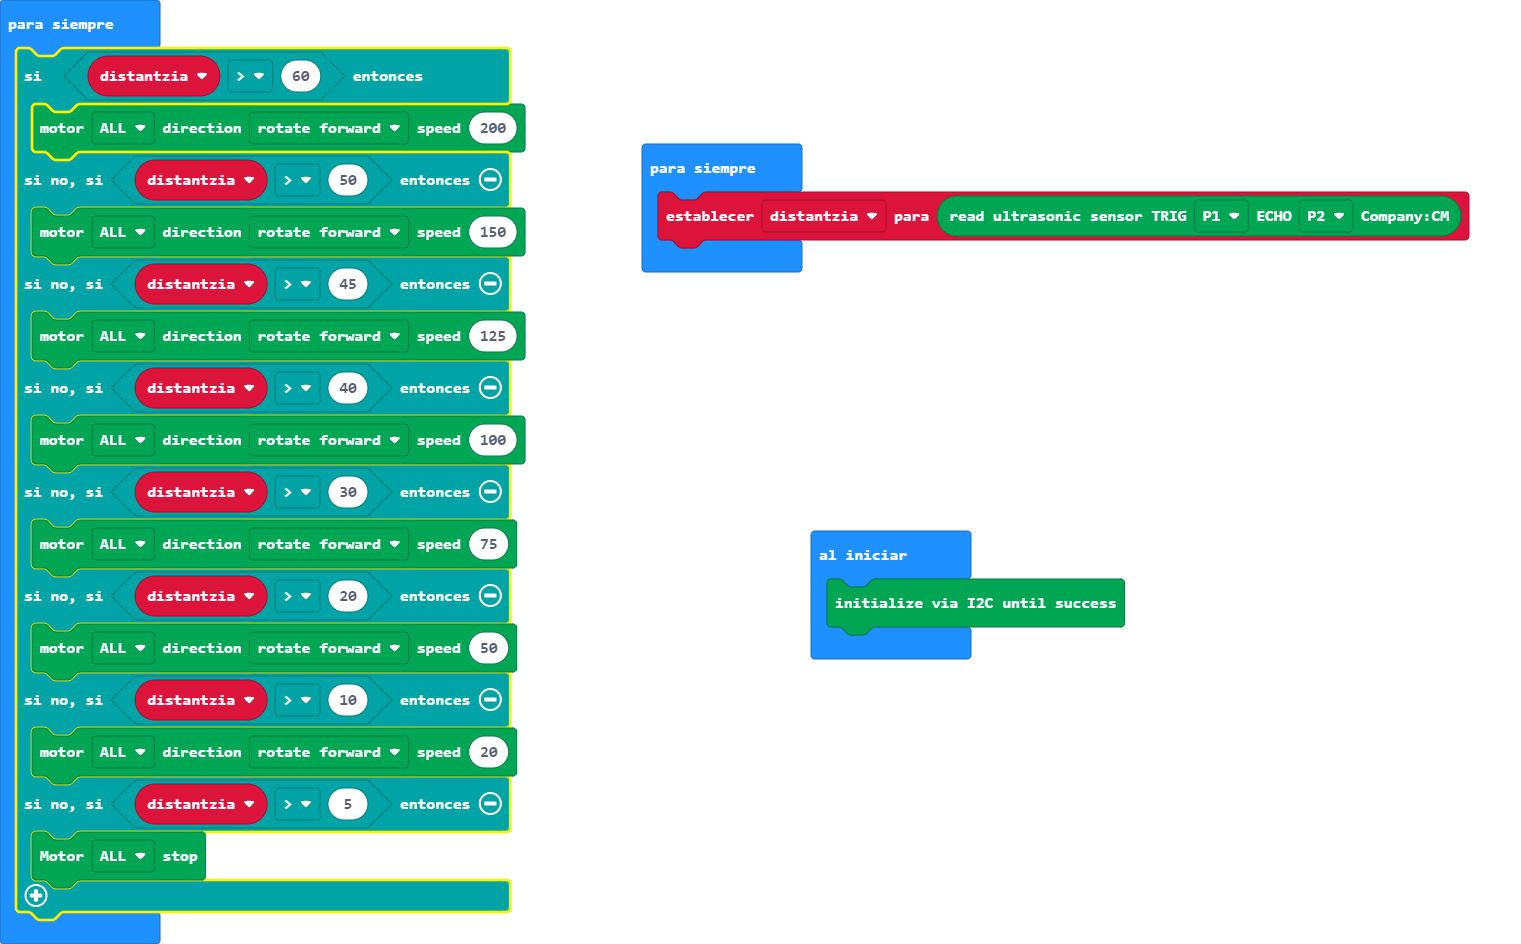 para siempre
si distantzia > 60 entonces
motor ALL direction rotate forward speed 200
si no, si distantzia > 50 entonces
motor ALL direction rotate forward speed 150
si no, si distantzia > 45 entonces
motor ALL direction rotate forward speed 125
si no, si distantzia > 40 entonces
motor ALL direction rotate forward speed 100
si no, si distantzia > 30 entonces
motor ALL direction rotate forward speed 75
si no, si distantzia > 20 entonces
motor ALL direction rotate forward speed 50
si no, si distantzia > 10 entonces
motor ALL direction rotate forward speed 20
si no, si distantzia > 5 entonces
Motor ALL stop
para siempre
establecer distantzia para read ultrasonic sensor TRIG P1 ECHO P2 Company:CM
al iniciar
initialize via I2C until success